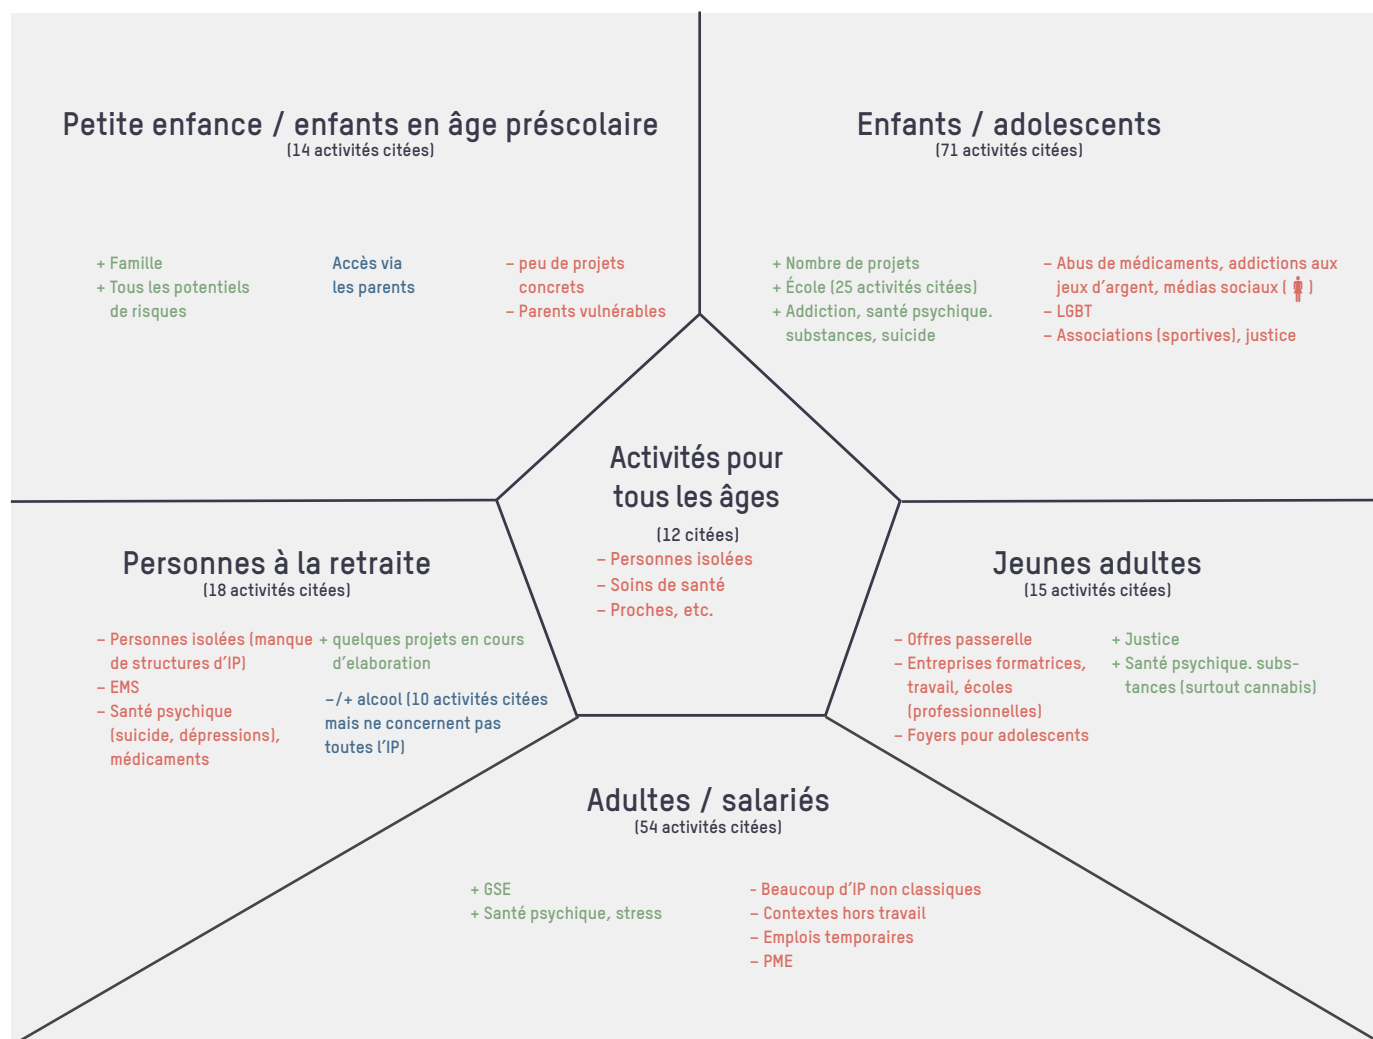 Petite enfance / enfants en âge préscolaire
(14 activités citées)
+ Famille
+ Tous les potentiels
de risques
Accès via
les parents
– peu de projets
concrets
– Parents vulnérables
Enfants / adolescents
(71 activités citées)
+ Nombre de projets
+ École (25 activités citées)
+ Addiction, santé psychique.
substances, suicide
– Abus de médicaments, addictions aux
jeux d’argent, médias sociaux ( )
– LGBT
– Associations (sportives), justice
Activités pour
tous les âges
(12 citées)
– Personnes isolées
– Soins de santé
– Proches, etc.
Personnes à la retraite
(18 activités citées)
– Personnes isolées (manque
de structures d’IP)
– EMS
– Santé psychique
(suicide, dépressions),
médicaments
+ quelques projets en cours
d’elaboration
–/+ alcool (10 activités citées
mais ne concernent pas
toutes l’IP)
Jeunes adultes
(15 activités citées)
– Offres passerelle
– Entreprises formatrices,
travail, écoles
(professionnelles)
– Foyers pour adolescents
+ Justice
+ Santé psychique. subs-
tances (surtout cannabis)
Adultes / salariés
(54 activités citées)
+ GSE
+ Santé psychique, stress
- Beaucoup d’IP non classiques
– Contextes hors travail
– Emplois temporaires
– PME